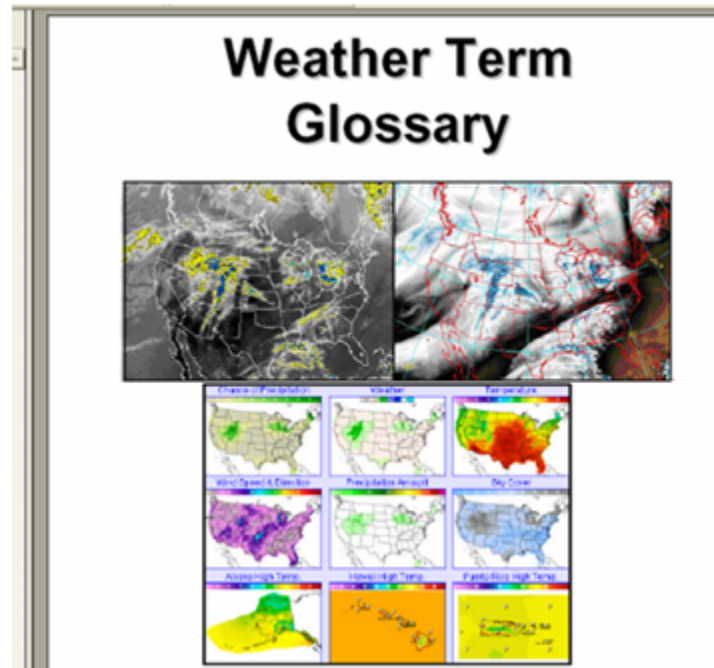 Weather Term
Glossary
Chance of Precipitation
Weather
Temperature
Wind Speed & Direction
Precipitation Amount
Sky Cover
Alaska High Temp.
Hawaii High Temp.
Puerto Rico High Temp.